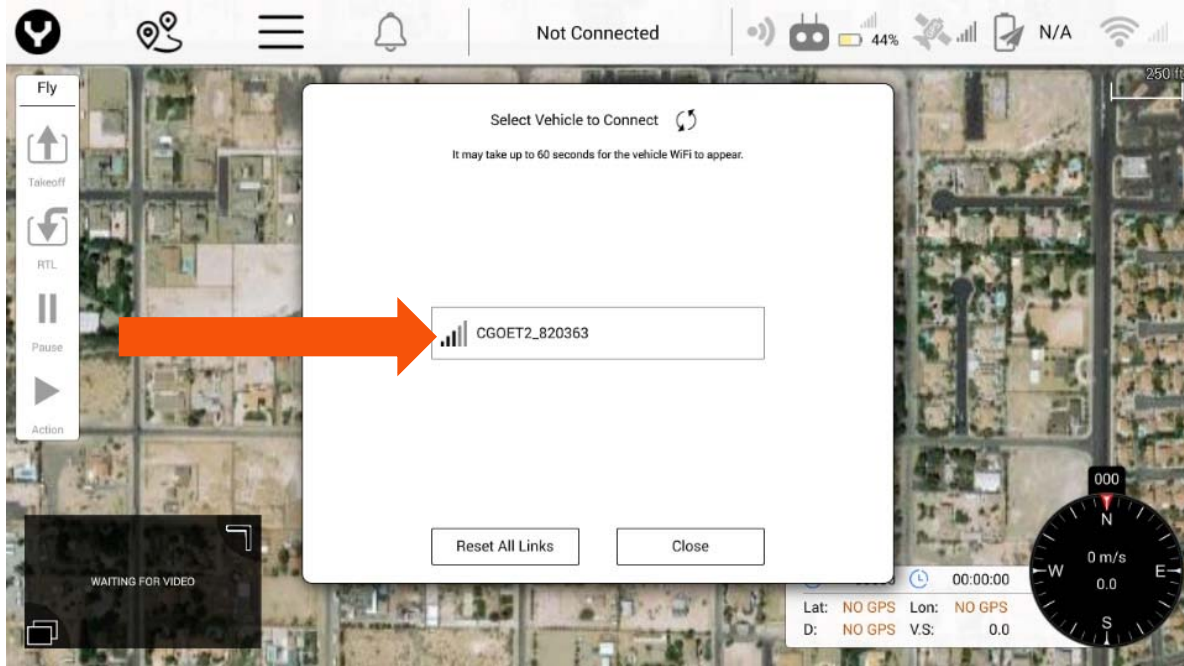 Not Connected
44%
N/A
Fly
250 ft
Takeoff
RTL
Pause
Action
Select Vehicle to Connect
It may take up to 60 seconds for the vehicle WiFi to appear.
CGOET2_820363
Reset All Links
Close
WAITING FOR VIDEO
000
N
W
E
S
0 m/s
0.0
00:00:00
Lat: NO GPS Lon: NO GPS
D: NO GPS V.S: 0.0